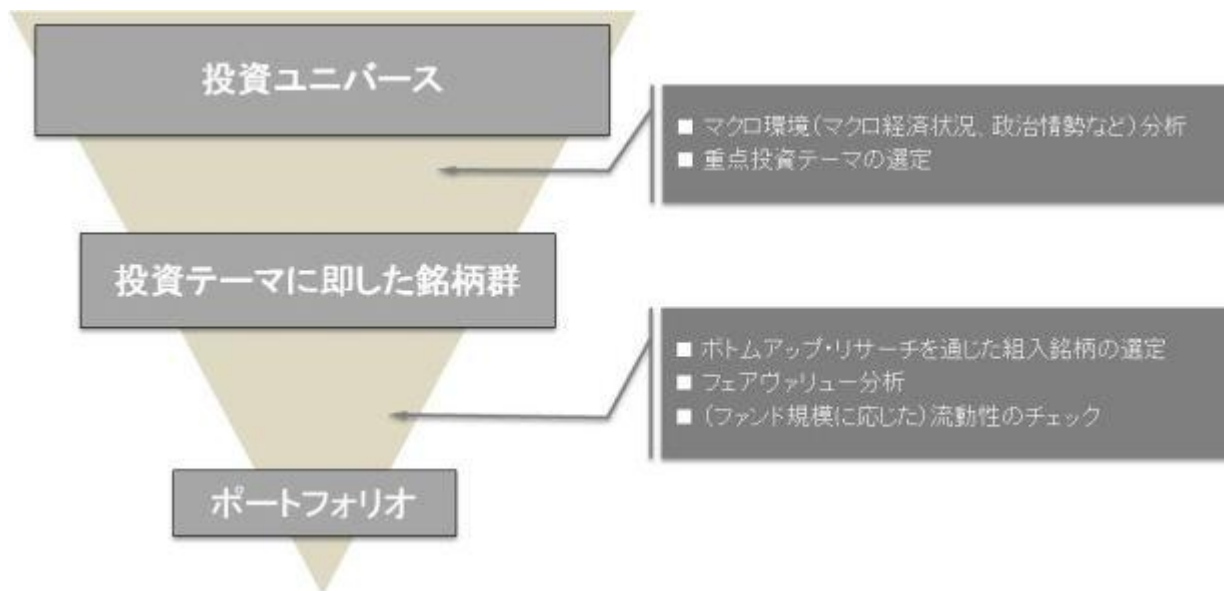 投資ユニバース
■ マクロ環境(マクロ経済状況、政治情勢など)分析
■ 重点投資テーマの選定
投資テーマに即した銘柄群
■ ボトムアップ・リサーチを通じた組入銘柄の選定
■ フェアヴァリュー分析
■ (ファンド規模に応じた)流動性のチェック
ポートフォリオ